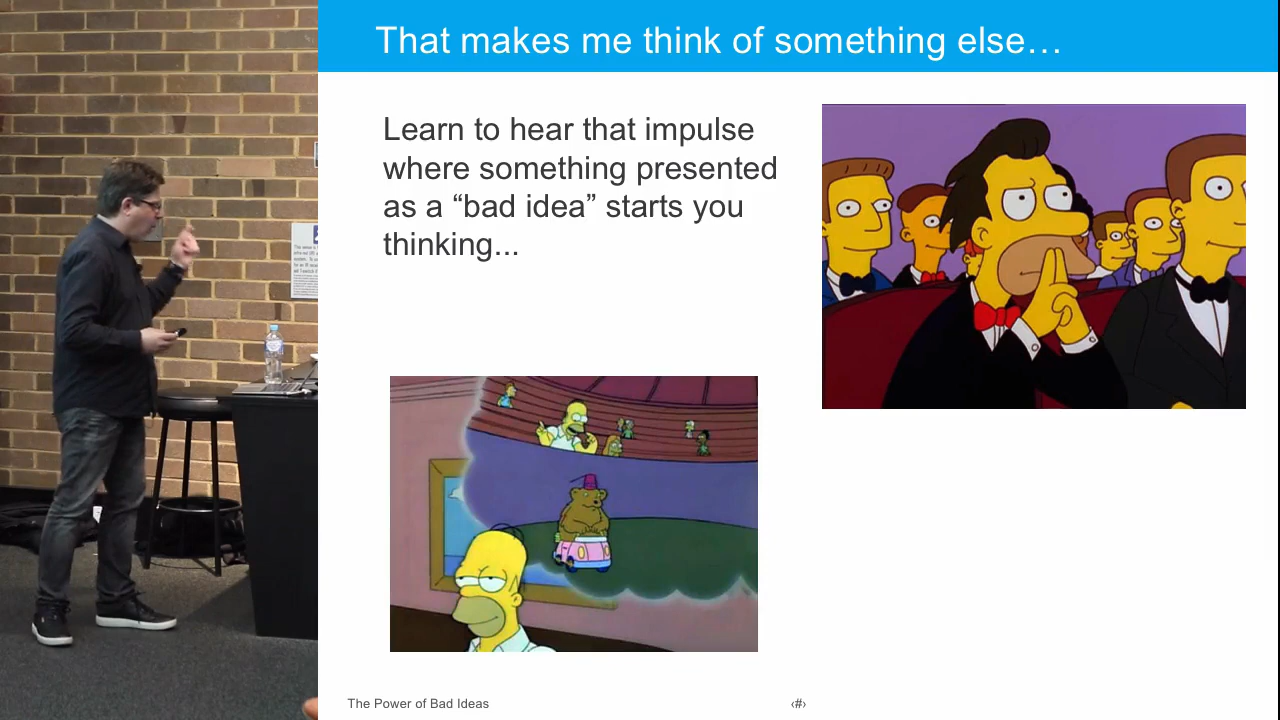 That makes me think of something else…
Learn to hear that impulse
where something presented
as a “bad idea” starts you
thinking...
The Power of Bad Ideas
‹#›